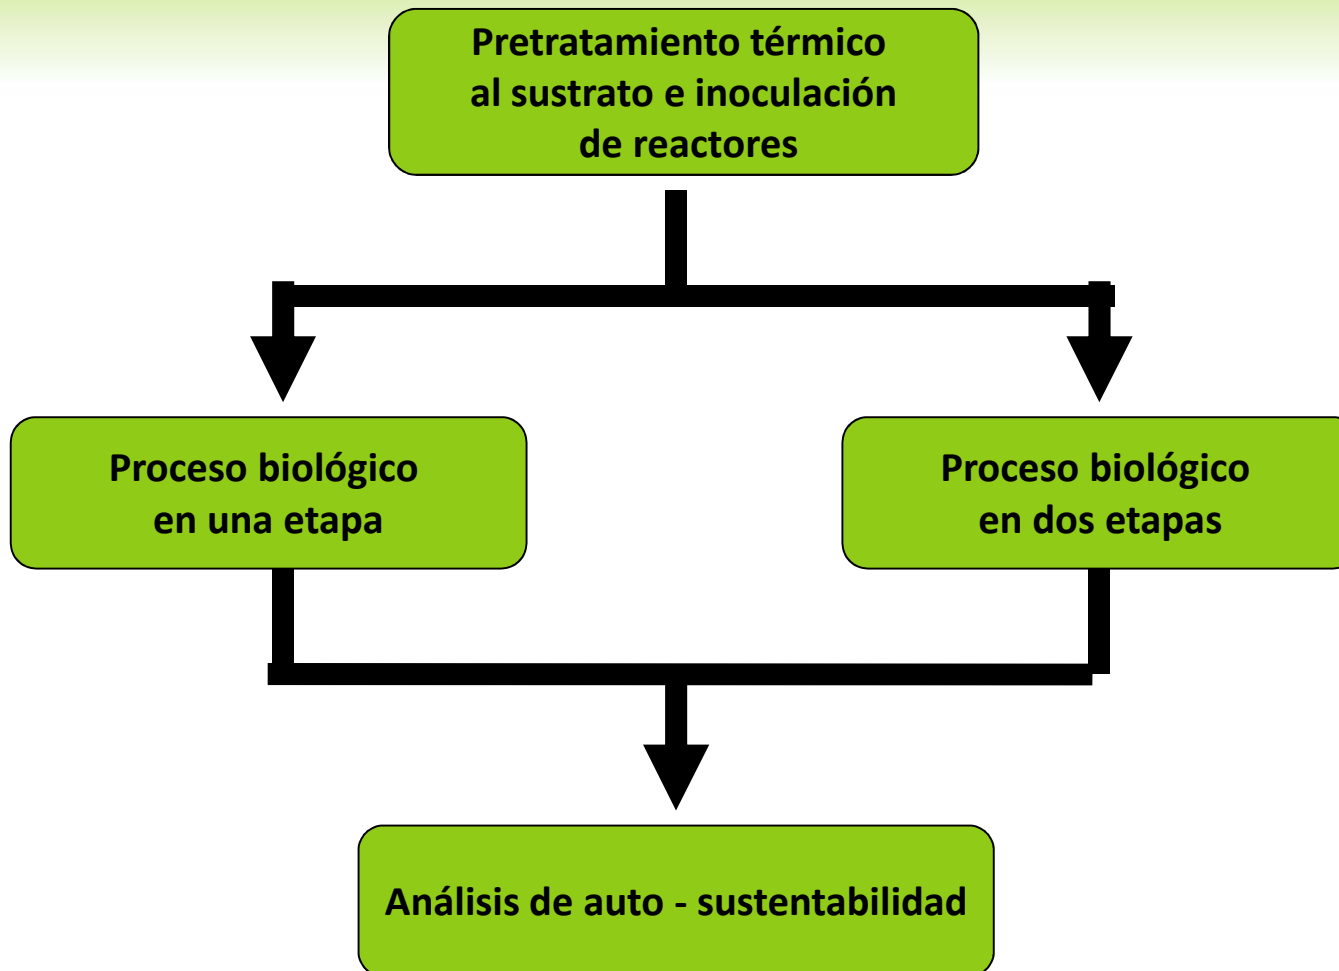 Pretratamiento térmico
al sustrato e inoculación
de reactores
Proceso biológico
en una etapa
Proceso biológico
en dos etapas
Análisis de auto - sustentabilidad